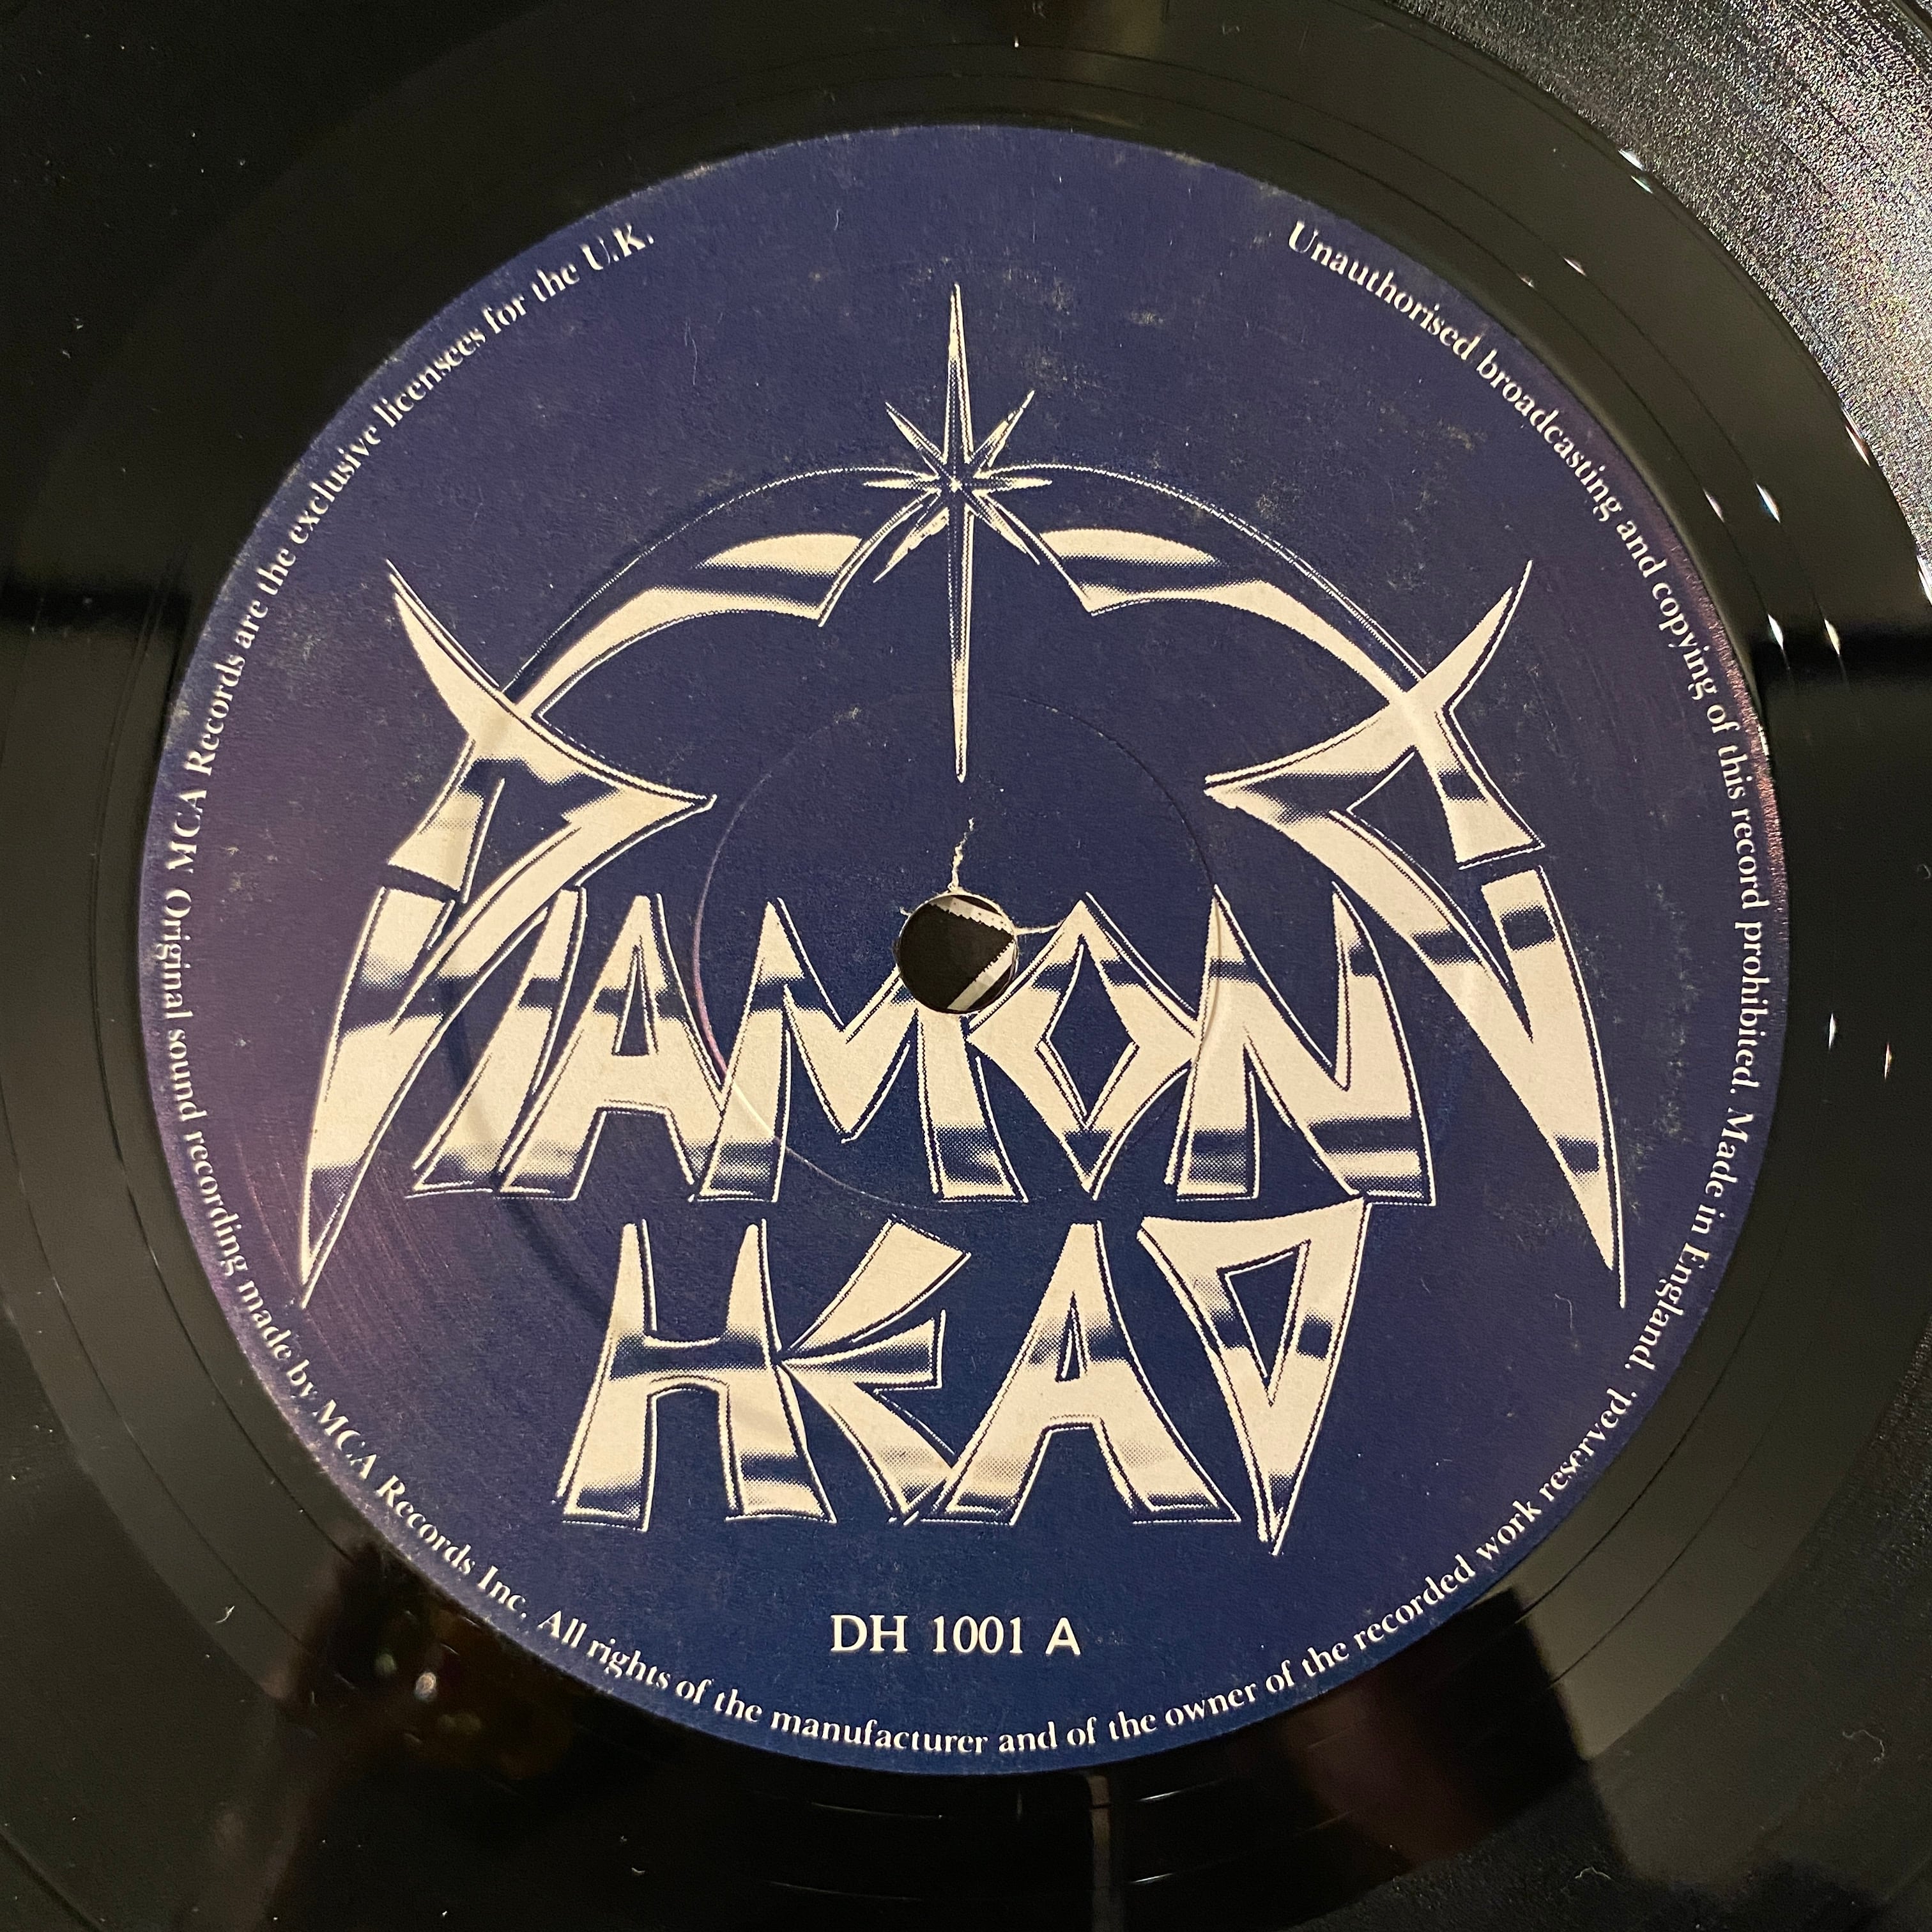 DIAMOND
HEAD
DH 1001 A
MCA Records are the exclusive licensees for the U.K.
Original sound recording made by MCA Records Inc. All rights of the manufacturer and of the owner of the recorded work reserved.
Unauthorised broadcasting and copying of this record prohibited. Made in England.